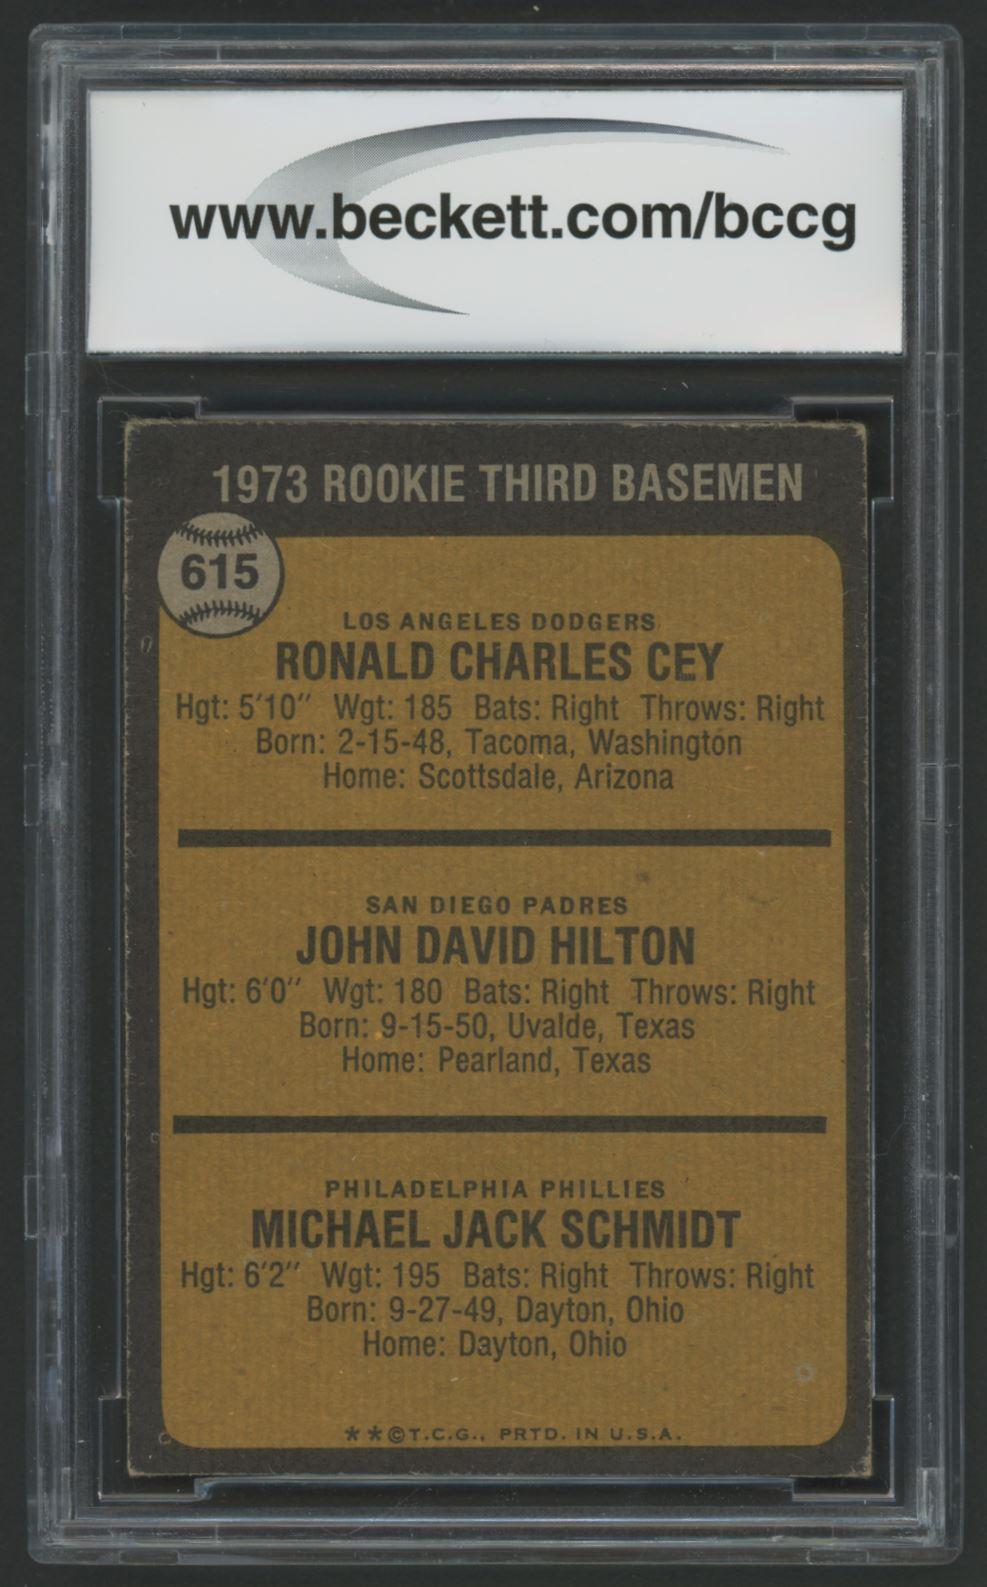 www.beckett.com/bccg
1973 ROOKIE THIRD BASEMEN
615
LOS ANGELES DODGERS
RONALD CHARLES CEY
Hgt: 5'10" Wgt: 185 Bats: Right Throws: Right
Born: 2-15-48, Tacoma, Washington
Home: Scottsdale, Arizona
SAN DIEGO PADRES
JOHN DAVID HILTON
Hgt: 6'0" Wgt: 180 Bats: Right Throws: Right
Born: 9-15-50, Uvalde, Texas
Home: Pearland, Texas
PHILADELPHIA PHILLIES
MICHAEL JACK SCHMIDT
Hgt: 6'2" Wgt: 195 Bats: Right Throws: Right
Born: 9-27-49, Dayton, Ohio
Home: Dayton, Ohio
**©T.C.G., PRTD. IN U.S.A.